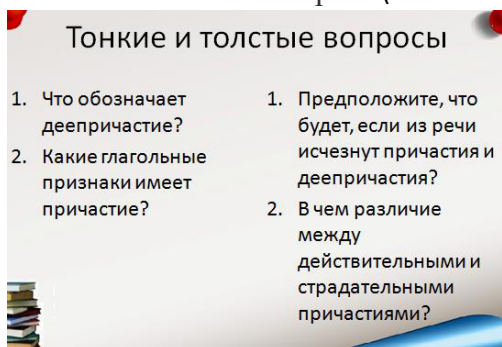 Тонкие и толстые вопросы
1. Что обозначает
деепричастие?
2. Какие глагольные
признаки имеет
причастие?
1. Предположите, что
будет, если из речи
исчезнут причастия и
деепричастия?
2. В чем различие
между
действительными и
страдательными
причастиями?